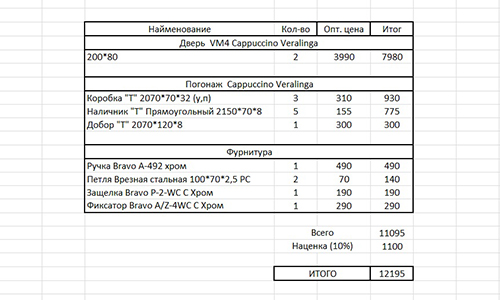 Наименование Кол-во Опт. цена Итог
Дверь VM4 Cappuccino Veralinga
200*80 2 3990 7980
Погонаж Cappuccino Veralinga
Коробка "Т" 2070*70*32 (у,п) 3 310 930
Наличник "Т" Прямоугольный 2150*70*8 5 155 775
Добор "Т" 2070*120*8 1 300 300
Фурнитура
Ручка Bravo A-492 хром 1 490 490
Петля Врезная стальная 100*70*2,5 PC 2 70 140
Защелка Bravo P-2-WC C Хром 1 190 190
Фиксатор Bravo A/Z-4WC C Хром 1 290 290
Всего 11095
Наценка (10%) 1100
ИТОГО 12195